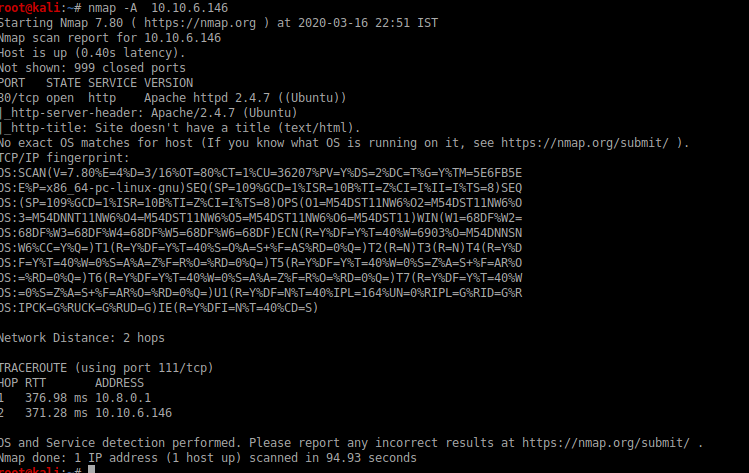 root@kali:~# nmap -A  10.10.6.146
Starting Nmap 7.80 ( https://nmap.org ) at 2020-03-16 22:51 IST
Nmap scan report for 10.10.6.146
Host is up (0.40s latency).
Not shown: 999 closed ports
PORT   STATE SERVICE VERSION
80/tcp open  http    Apache httpd 2.4.7 ((Ubuntu))
|_http-server-header: Apache/2.4.7 (Ubuntu)
|_http-title: Site doesn't have a title (text/html).
No exact OS matches for host (If you know what OS is running on it, see https://nmap.org/submit/ ).
TCP/IP fingerprint:
OS:SCAN(V=7.80%E=4%D=3/16%OT=80%CT=1%CU=36207%PV=Y%DS=2%DC=T%G=Y%TM=5E6FB5E
OS:E%P=x86_64-pc-linux-gnu)SEQ(SP=109%GCD=1%ISR=10B%TI=Z%CI=I%II=I%TS=8)SEQ
OS:(SP=109%GCD=1%ISR=10B%TI=Z%CI=I%TS=8)OPS(O1=M54DST11NW6%O2=M54DST11NW6%O
OS:3=M54DNNT11NW6%O4=M54DST11NW6%O5=M54DST11NW6%O6=M54DST11)WIN(W1=68DF%W2=
OS:68DF%W3=68DF%W4=68DF%W5=68DF%W6=68DF)ECN(R=Y%DF=Y%T=40%W=6903%O=M54DNNSN
OS:W6%CC=Y%Q=)T1(R=Y%DF=Y%T=40%S=O%A=S+%F=AS%RD=0%Q=)T2(R=N)T3(R=N)T4(R=Y%D
OS:F=Y%T=40%W=0%S=A%A=Z%F=R%O=%RD=0%Q=)T5(R=Y%DF=Y%T=40%W=0%S=Z%A=S+%F=AR%O
OS:=%RD=0%Q=)T6(R=Y%DF=Y%T=40%W=0%S=A%A=Z%F=R%O=%RD=0%Q=)T7(R=Y%DF=Y%T=40%W
OS:=0%S=Z%A=S+%F=AR%O=%RD=0%Q=)U1(R=Y%DF=N%T=40%IPL=164%UN=0%RIPL=G%RID=G%R
OS:IPCK=G%RUCK=G%RUD=G)IE(R=Y%DFI=N%T=40%CD=S)
Network Distance: 2 hops
TRACEROUTE (using port 111/tcp)
HOP RTT       ADDRESS
1   376.98 ms 10.8.0.1
2   371.28 ms 10.10.6.146
OS and Service detection performed. Please report any incorrect results at https://nmap.org/submit/ .
Nmap done: 1 IP address (1 host up) scanned in 94.93 seconds
root@kali:~#